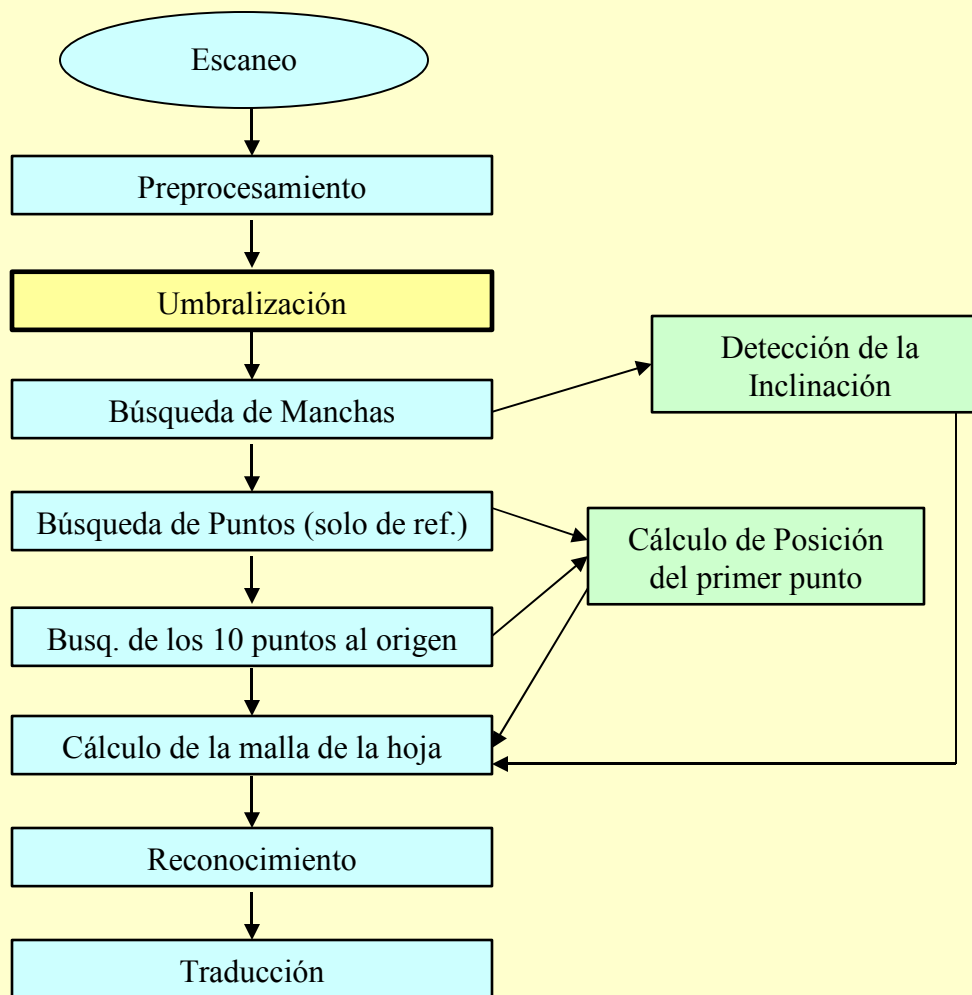 Escaneo
Preprocesamiento
Umbralización
Búsqueda de Manchas
Detección de la
Inclinación
Búsqueda de Puntos (solo de ref.)
Cálculo de Posición
del primer punto
Busq. de los 10 puntos al origen
Cálculo de la malla de la hoja
Reconocimiento
Traducción